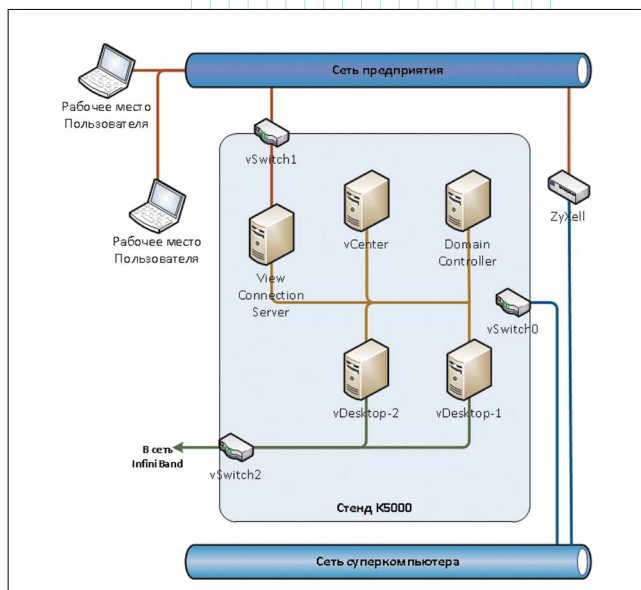 Сеть предприятия
Рабочее место
Пользователя
vSwitch1
vCenter
Domain
Controller
ZyXell
Рабочее место
Пользователя
View
Connection
Server
vSwitch0
vDesktop-2
vDesktop-1
В сеть
InfiniBand
vSwitch2
Стенд К5000
Сеть суперкомпьютера